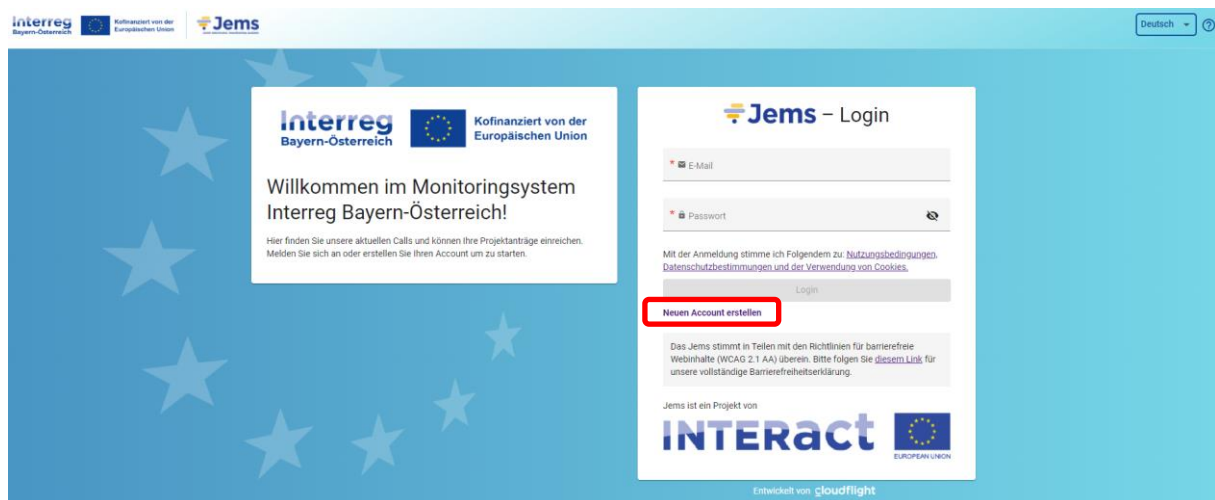 Interreg
Bayern-Österreich
Kofinanziert von der
Europäischen Union
Jems
Deutsch
Interreg
Bayern-Österreich
Kofinanziert von der
Europäischen Union
Willkommen im Monitoringsystem
Interreg Bayern-Österreich!
Hier finden Sie unsere aktuellen Calls und können Ihre Projektanträge einreichen.
Melden Sie sich an oder erstellen Sie Ihren Account um zu starten.
Jems – Login
* E-Mail
* Passwort
Mit der Anmeldung stimme ich Folgendem zu: Nutzungsbedingungen,
Datenschutzbestimmungen und der Verwendung von Cookies.
Login
Neuen Account erstellen
Das Jems stimmt in Teilen mit den Richtlinien für barrierefreie
Webinhalte (WCAG 2.1 AA) überein. Bitte folgen Sie diesem Link für
unsere vollständige Barrierefreiheitserklärung.
Jems ist ein Projekt von
INTERact
EUROPEAN UNION
Entwickelt von cloudflight